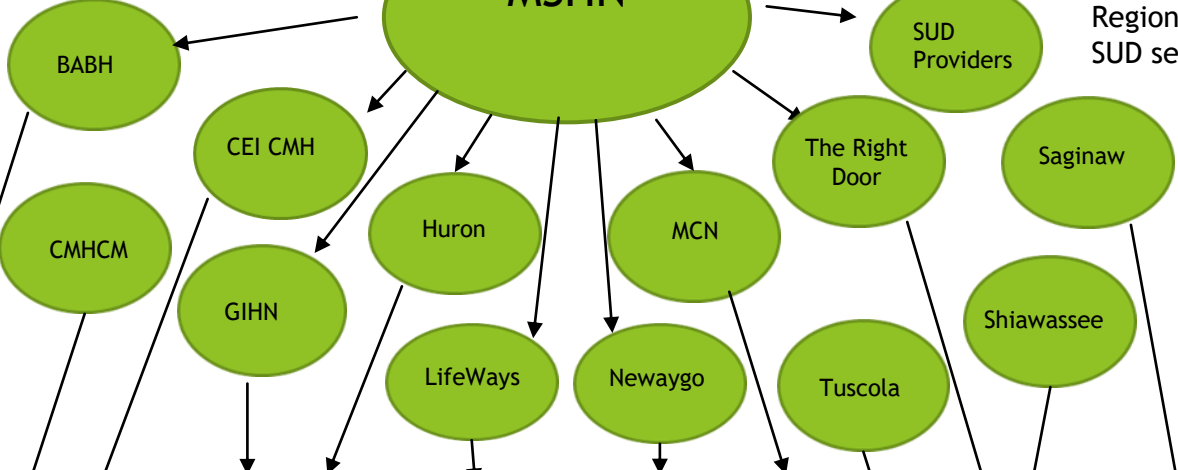 MSHN
Region
SUD se
SUD
Providers
BABH
CEI CMH
The Right
Door
Saginaw
CMHCM
Huron
MCN
GIHN
Shiawassee
LifeWays
Newaygo
Tuscola